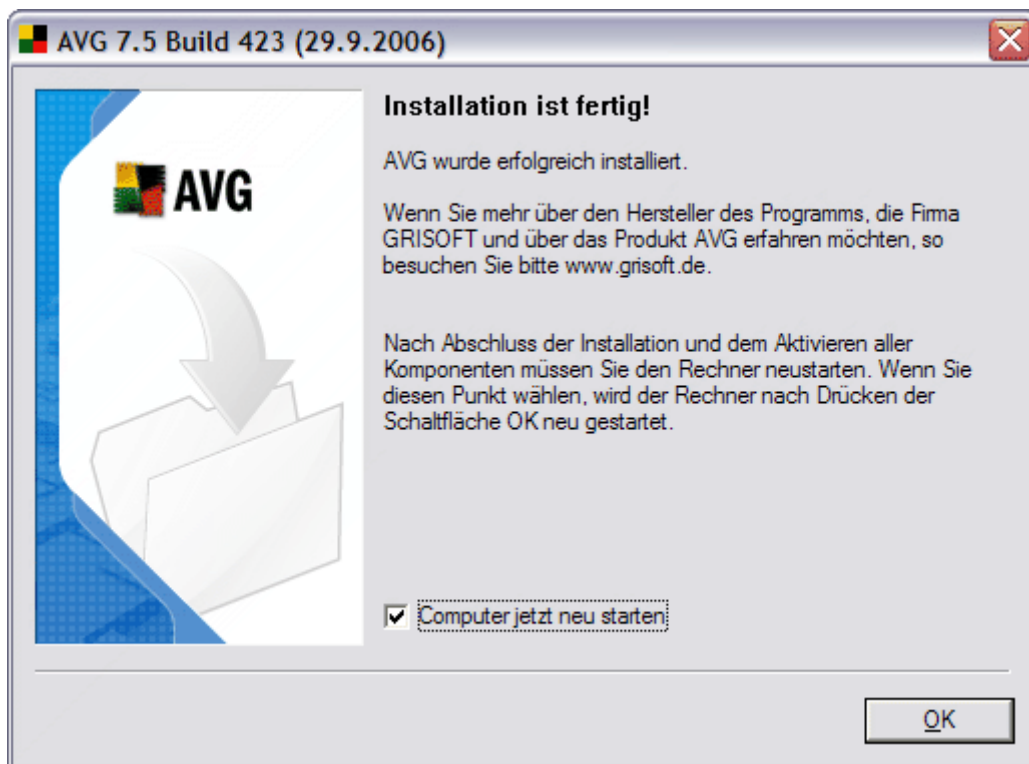 AVG 7.5 Build 423 (29.9.2006)
AVG
Installation ist fertig!
AVG wurde erfolgreich installiert.
Wenn Sie mehr über den Hersteller des Programms, die Firma
GRISOFT und über das Produkt AVG erfahren möchten, so
besuchen Sie bitte www.grisoft.de.
Nach Abschluss der Installation und dem Aktivieren aller
Komponenten müssen Sie den Rechner neustarten. Wenn Sie
diesen Punkt wählen, wird der Rechner nach Drücken der
Schaltfläche OK neu gestartet.
Computer jetzt neu starten
OK